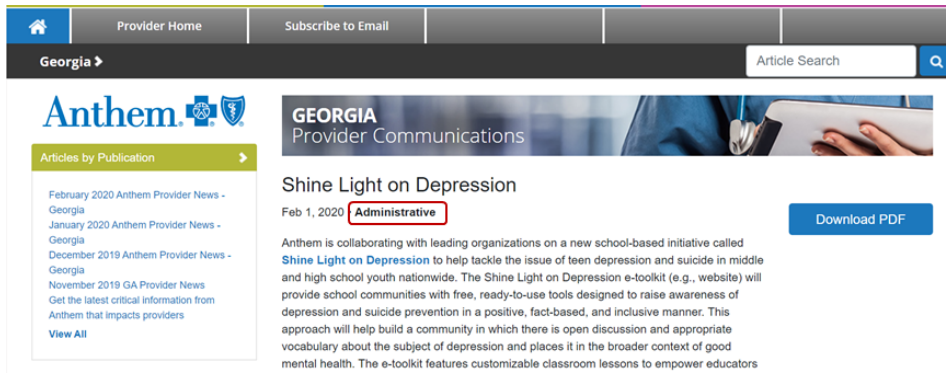 Provider Home
Subscribe to Email
Georgia
Article Search
Anthem.
GEORGIA
Provider Communications
Articles by Publication
February 2020 Anthem Provider News -
Georgia
January 2020 Anthem Provider News -
Georgia
December 2019 Anthem Provider News -
Georgia
November 2019 GA Provider News
Get the latest critical information from
Anthem that impacts providers
View All
Shine Light on Depression
Feb 1, 2020 Administrative
Download PDF
Anthem is collaborating with leading organizations on a new school-based initiative called
Shine Light on Depression to help tackle the issue of teen depression and suicide in middle
and high school youth nationwide. The Shine Light on Depression e-toolkit (e.g., website) will
provide school communities with free, ready-to-use tools designed to raise awareness of
depression and suicide prevention in a positive, fact-based, and inclusive manner. This
approach will help build a community in which there is open discussion and appropriate
vocabulary about the subject of depression and places it in the broader context of good
mental health. The e-toolkit features customizable classroom lessons to empower educators